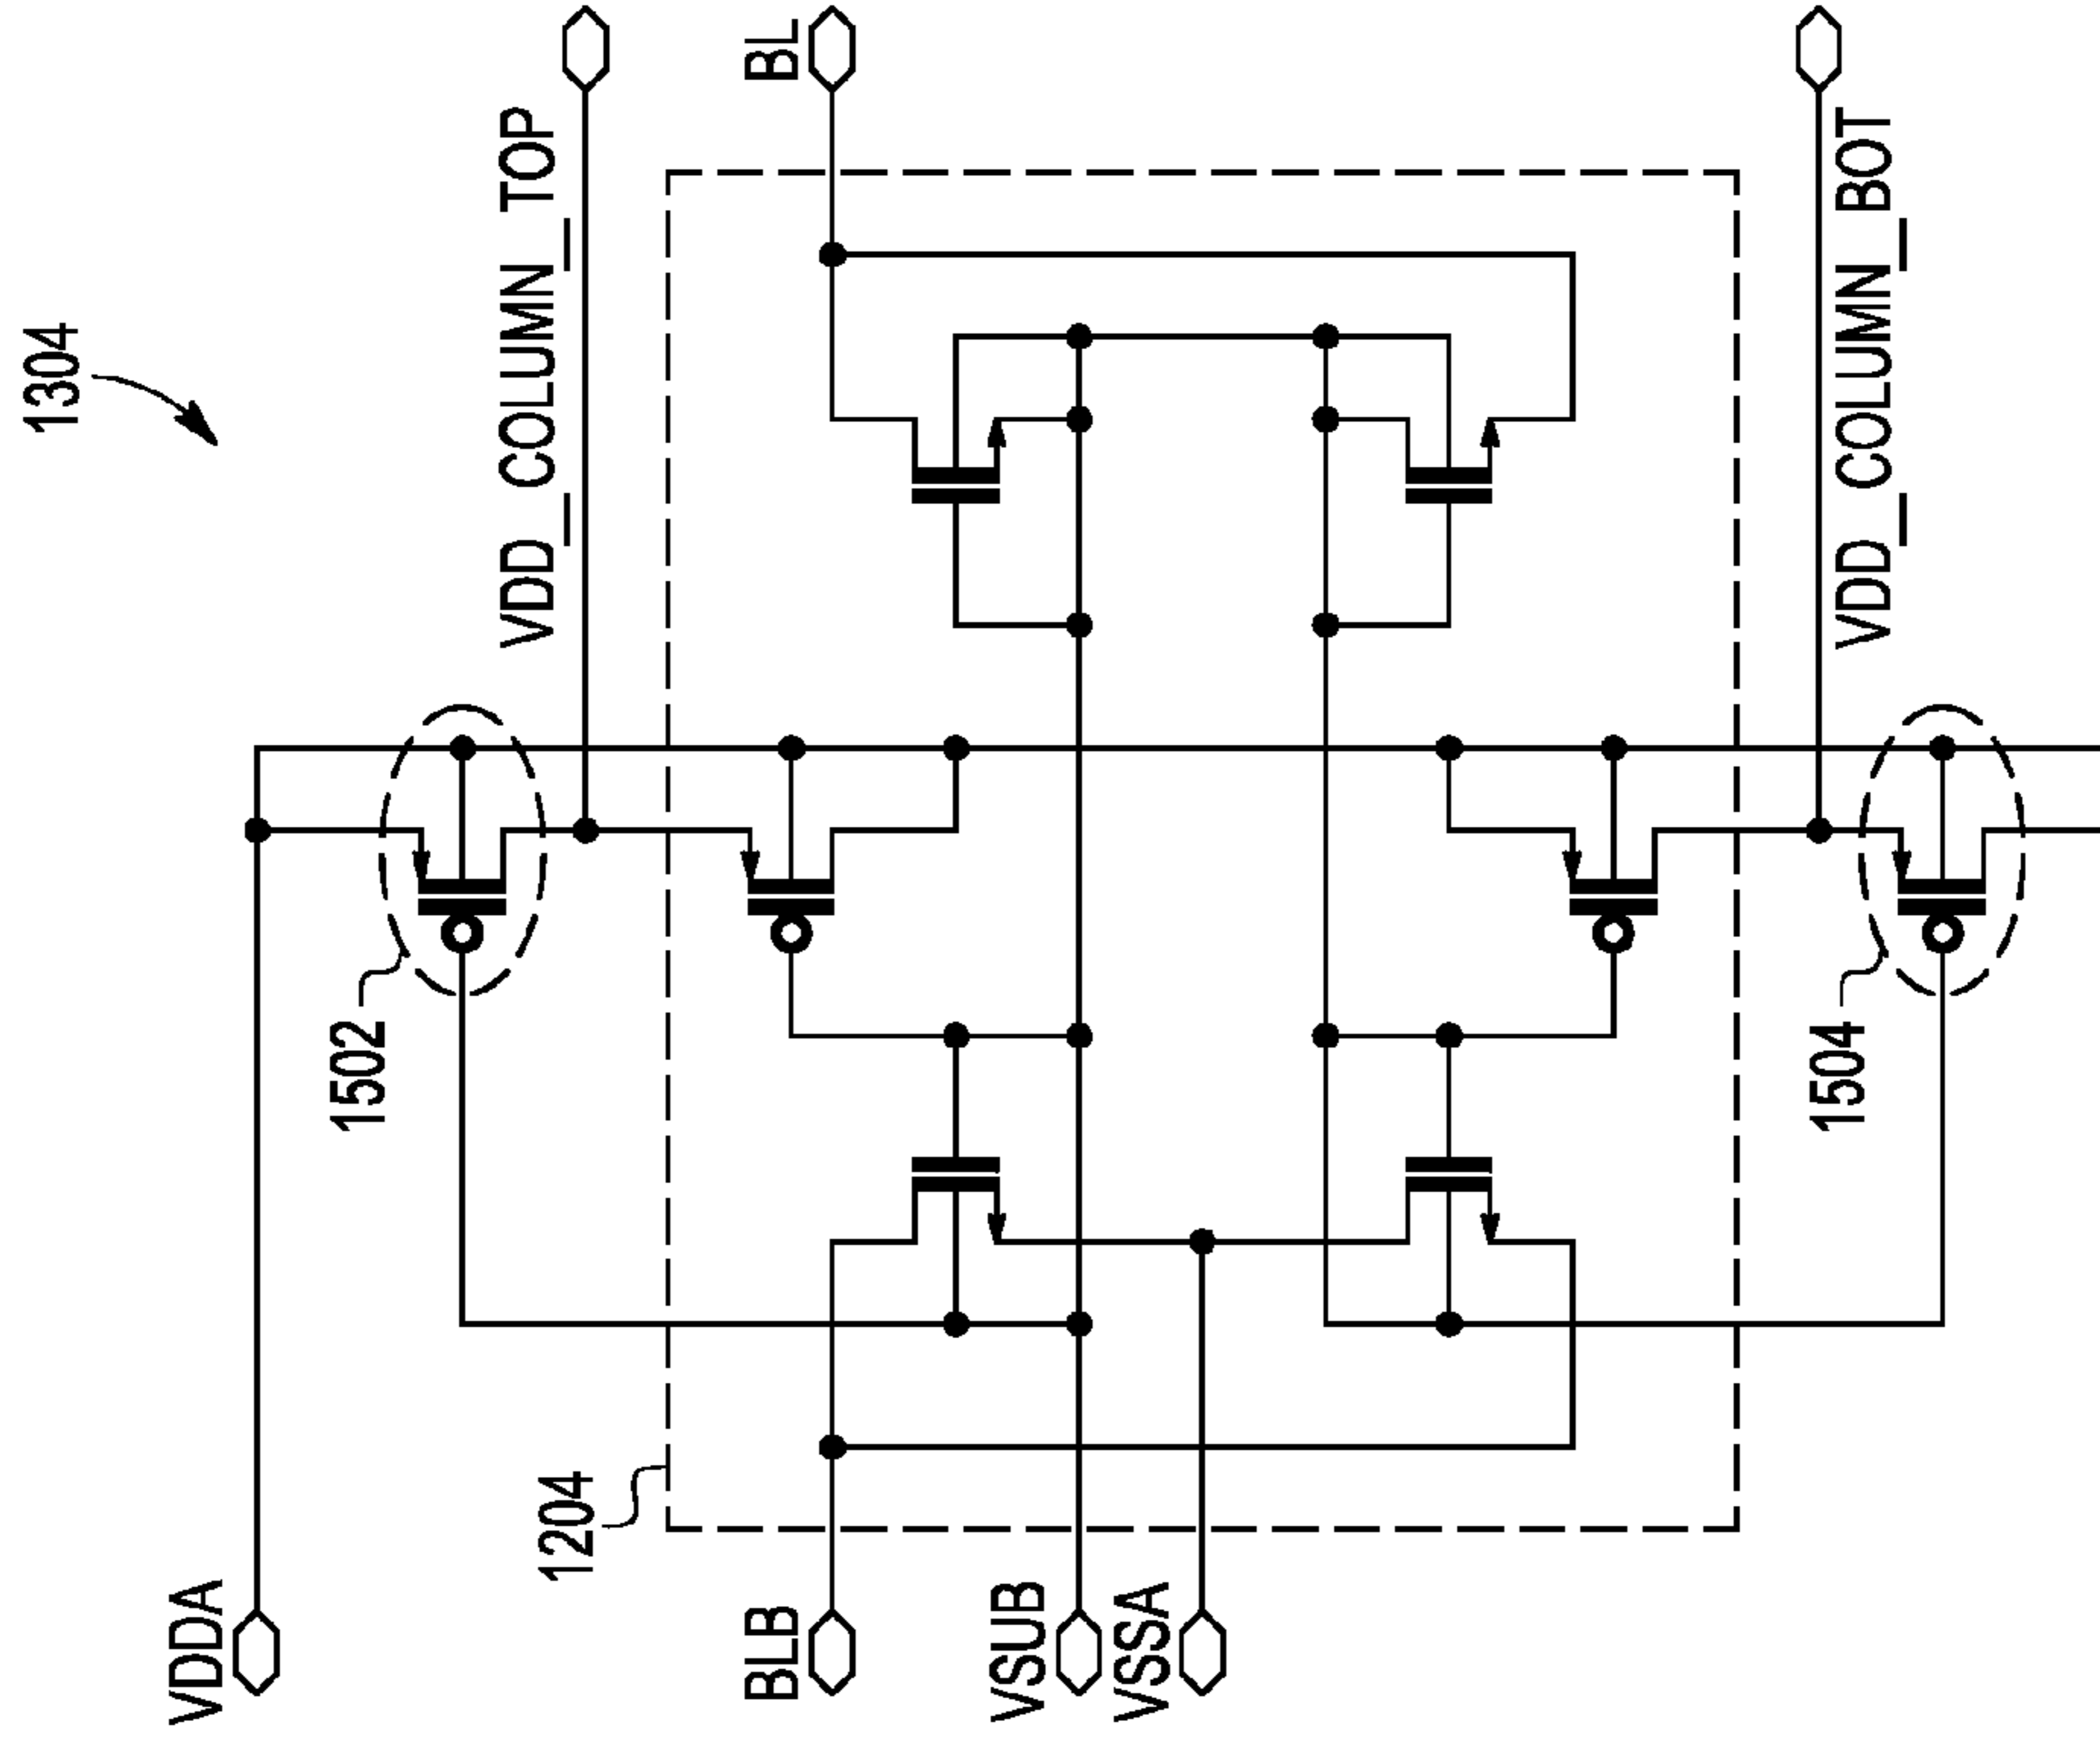 1304
VDD_COLUMN_TOP
BL
VDD_COLUMN_BOT
1502
1504
1204
VDDA
BLB
VSUB
VSSA